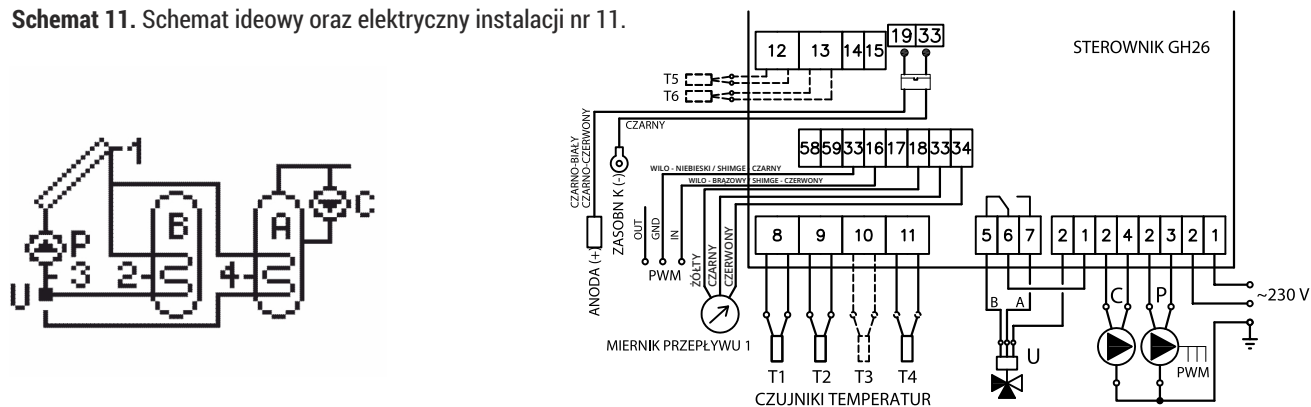 Schemat 11. Schemat ideowy oraz elektryczny instalacji nr 11.
1
B
A
C
P
3
2
4
U
STEROWNIK GH26
12 13 14 15
19 33
T5
T6
CZARNO-BIAŁY
CZARNO-CZERWONY
CZARNY
ANODA (+)
ZASOBN K (-)
58 59 33 16 17 18 33 34
WILO - NIEBIESKI / SHIMGE - CZARNY
WILO - BRĄZOWY / SHIMGE - CZERWONY
OUT
GND
IN
PWM
ŻÓŁTY
CZARNY
CZERWONY
MIERNIK PRZEPŁYWU 1
8 9 10 11
T1 T2 T3 T4
CZUJNIKI TEMPERATUR
5 6 7
B A
U
2 1 2 4 2 3 2 1
C P
PWM
~230 V